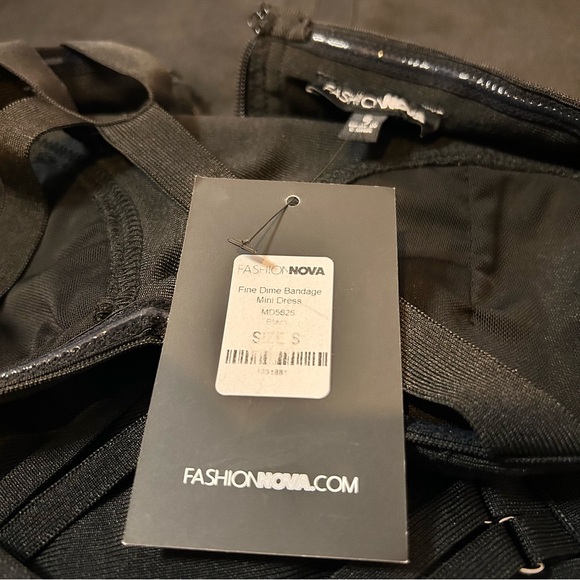 FASHIONNOVA
S
FASHIONNOVA
Fine Dime Bandage
Mini Dress
MD5825
Black
SIZE S
FASHIONNOVA.COM